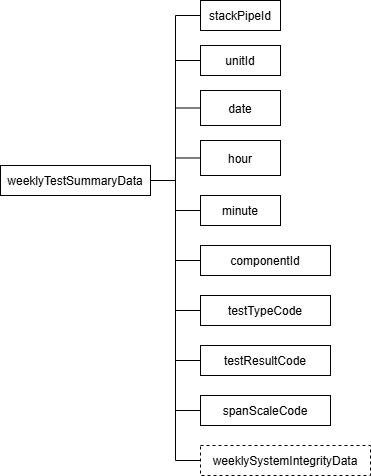 stackPipeId
unitId
date
hour
weeklyTestSummaryData
minute
componentId
testTypeCode
testResultCode
spanScaleCode
weeklySystemIntegrityData